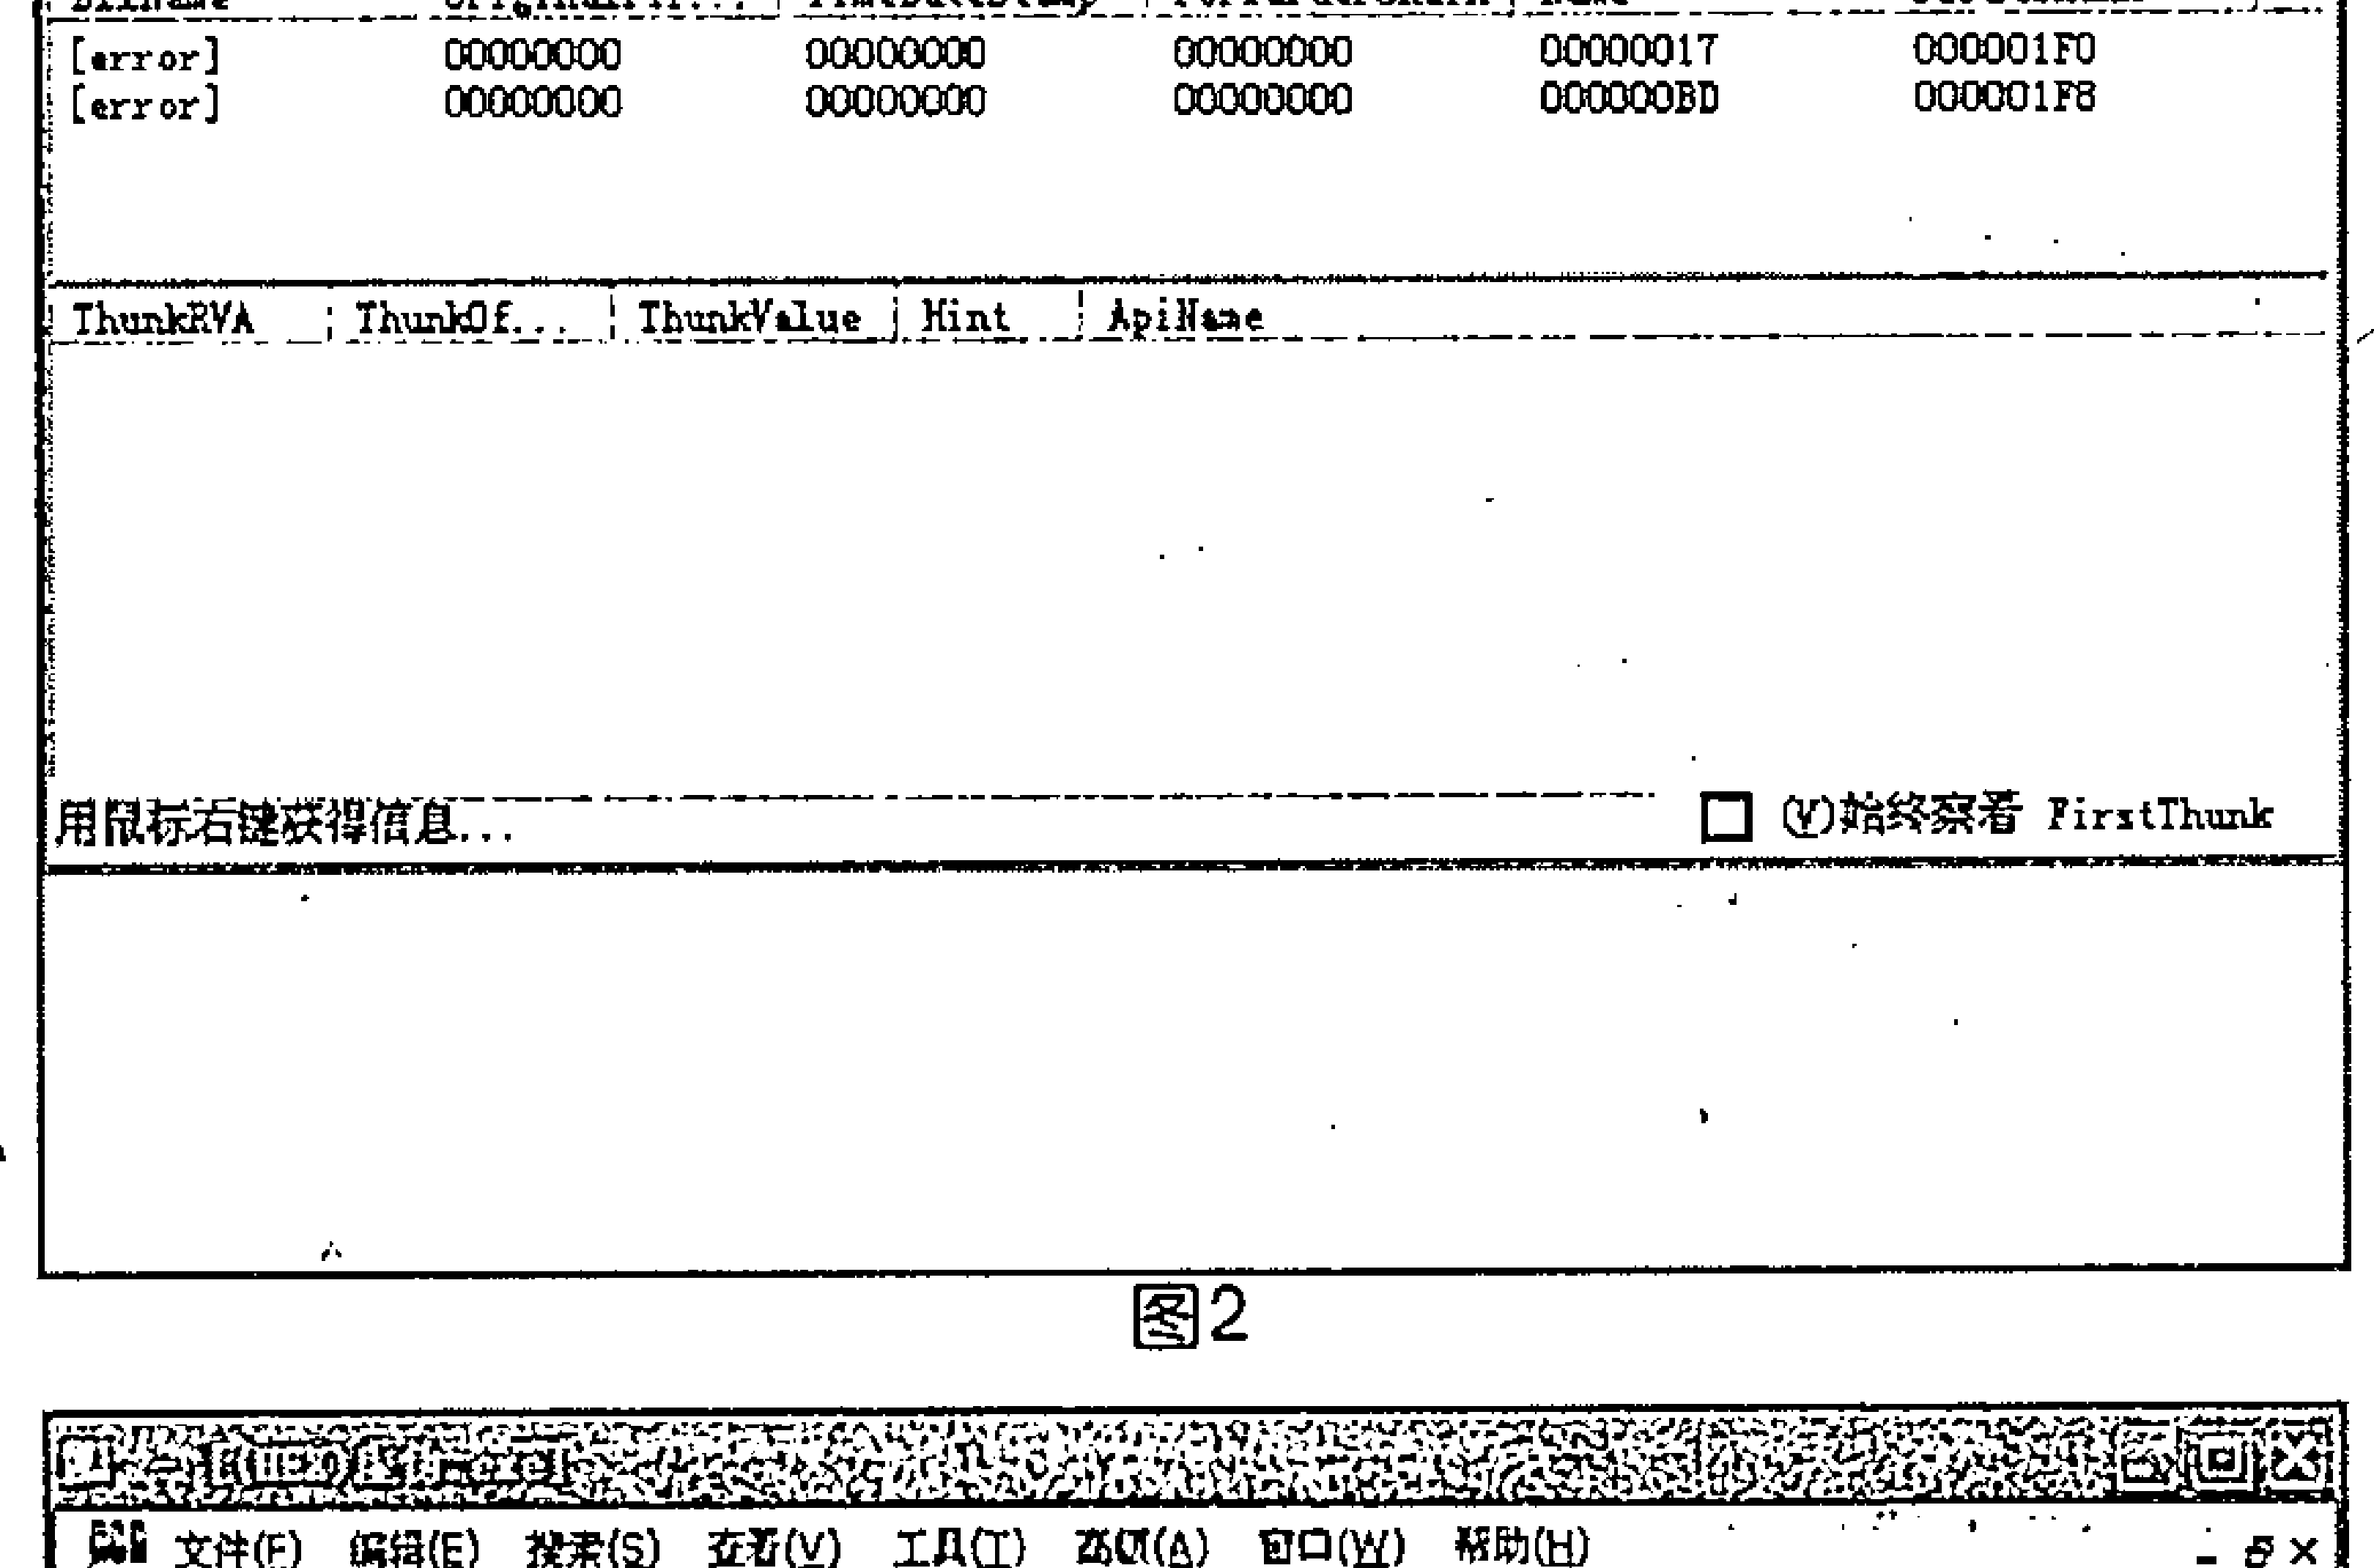 [error] 00000000 00000000 00000000 00000017 000001F0
[error] 00000000 00000000 00000000 000000BD 000001F8
ThunkRVA ThunkOf... ThunkValue Hint ApiName
用鼠标右键获得信息... (V)始终察看 FirstThunk
图2
文件(F) 编辑(E) 搜索(S) 查看(V) 工具(T) 选项(A) 窗口(W) 帮助(H)